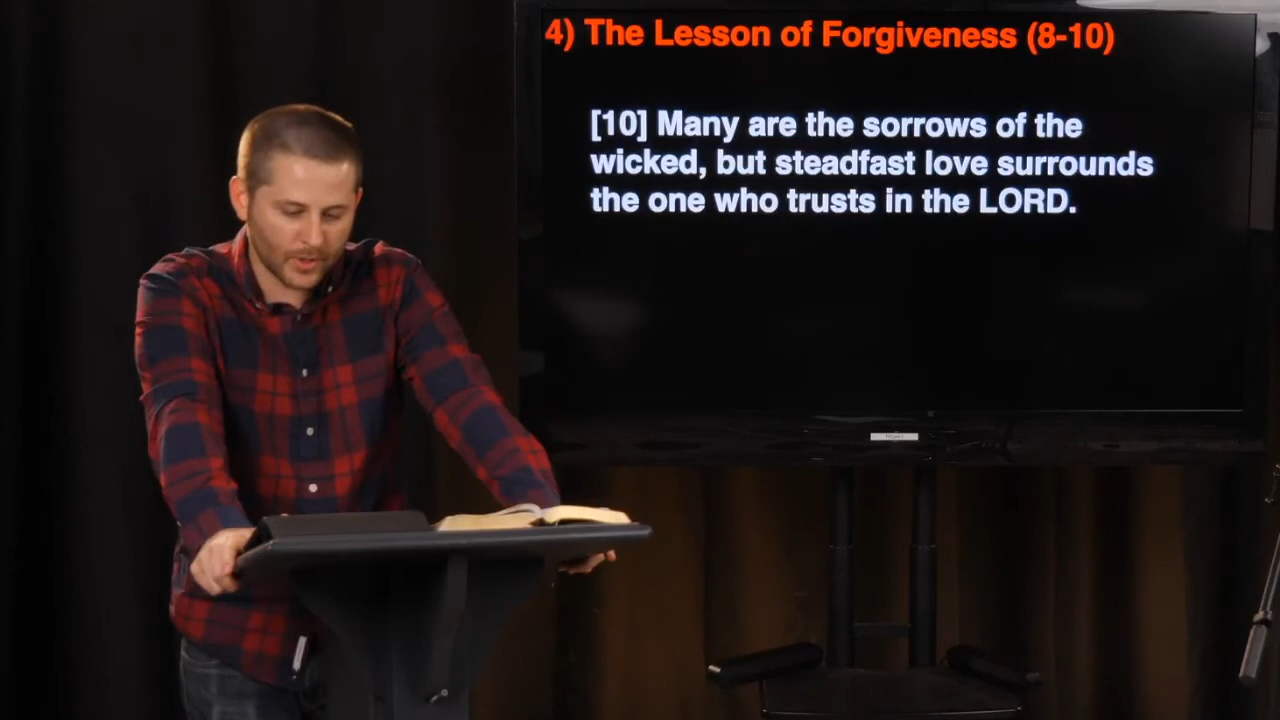 4) The Lesson of Forgiveness (8-10)
[10] Many are the sorrows of the
wicked, but steadfast love surrounds
the one who trusts in the LORD.